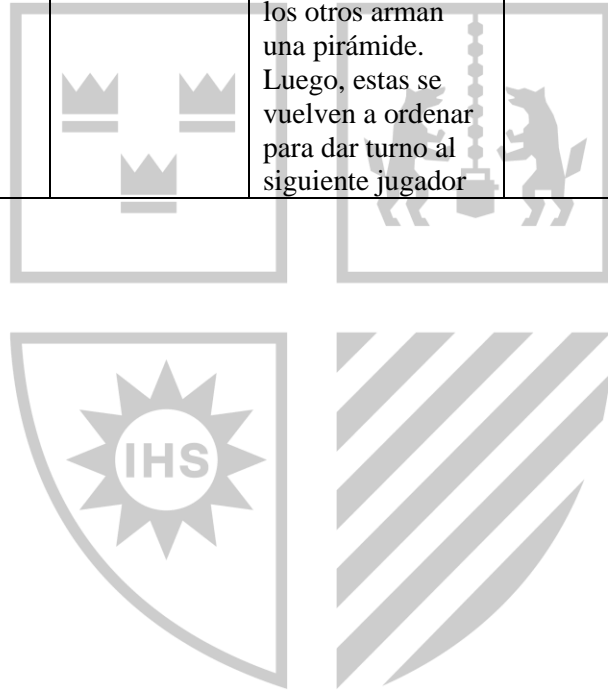 los otros arman
una pirámide.
Luego, estas se
vuelven a ordenar
para dar turno al
siguiente jugador
IHS